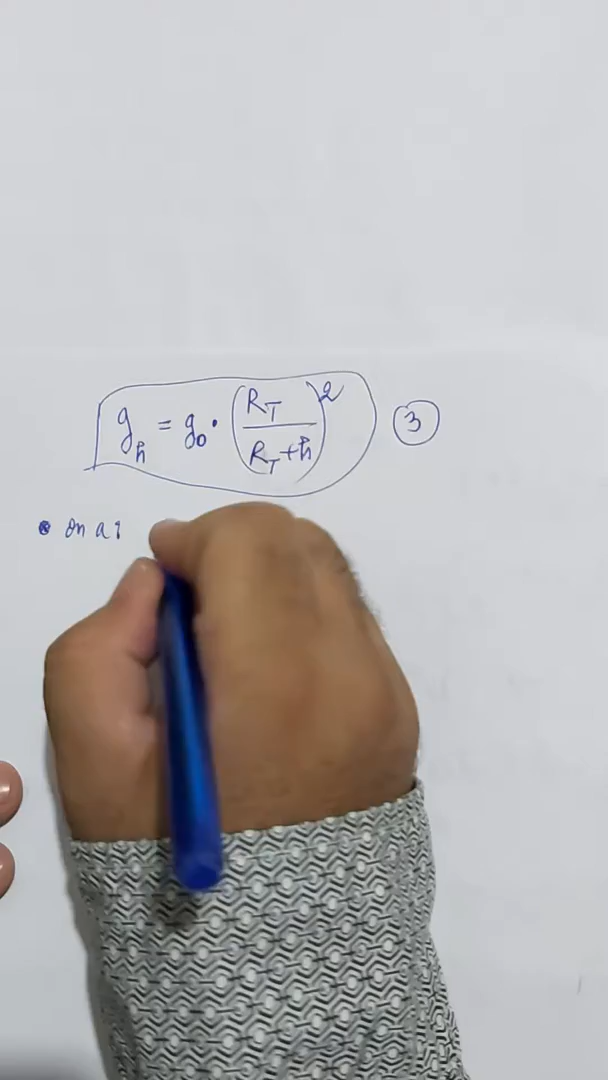 g_h = g_0 · (R_T / (R_T + h))^2 ③
• on a :